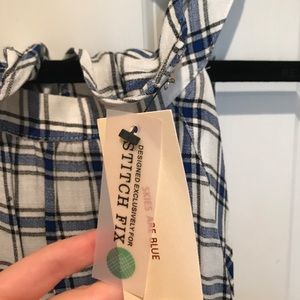 DESIGNED EXCLUSIVELY FOR
STITCH FIX
SKIES ARE BLUE